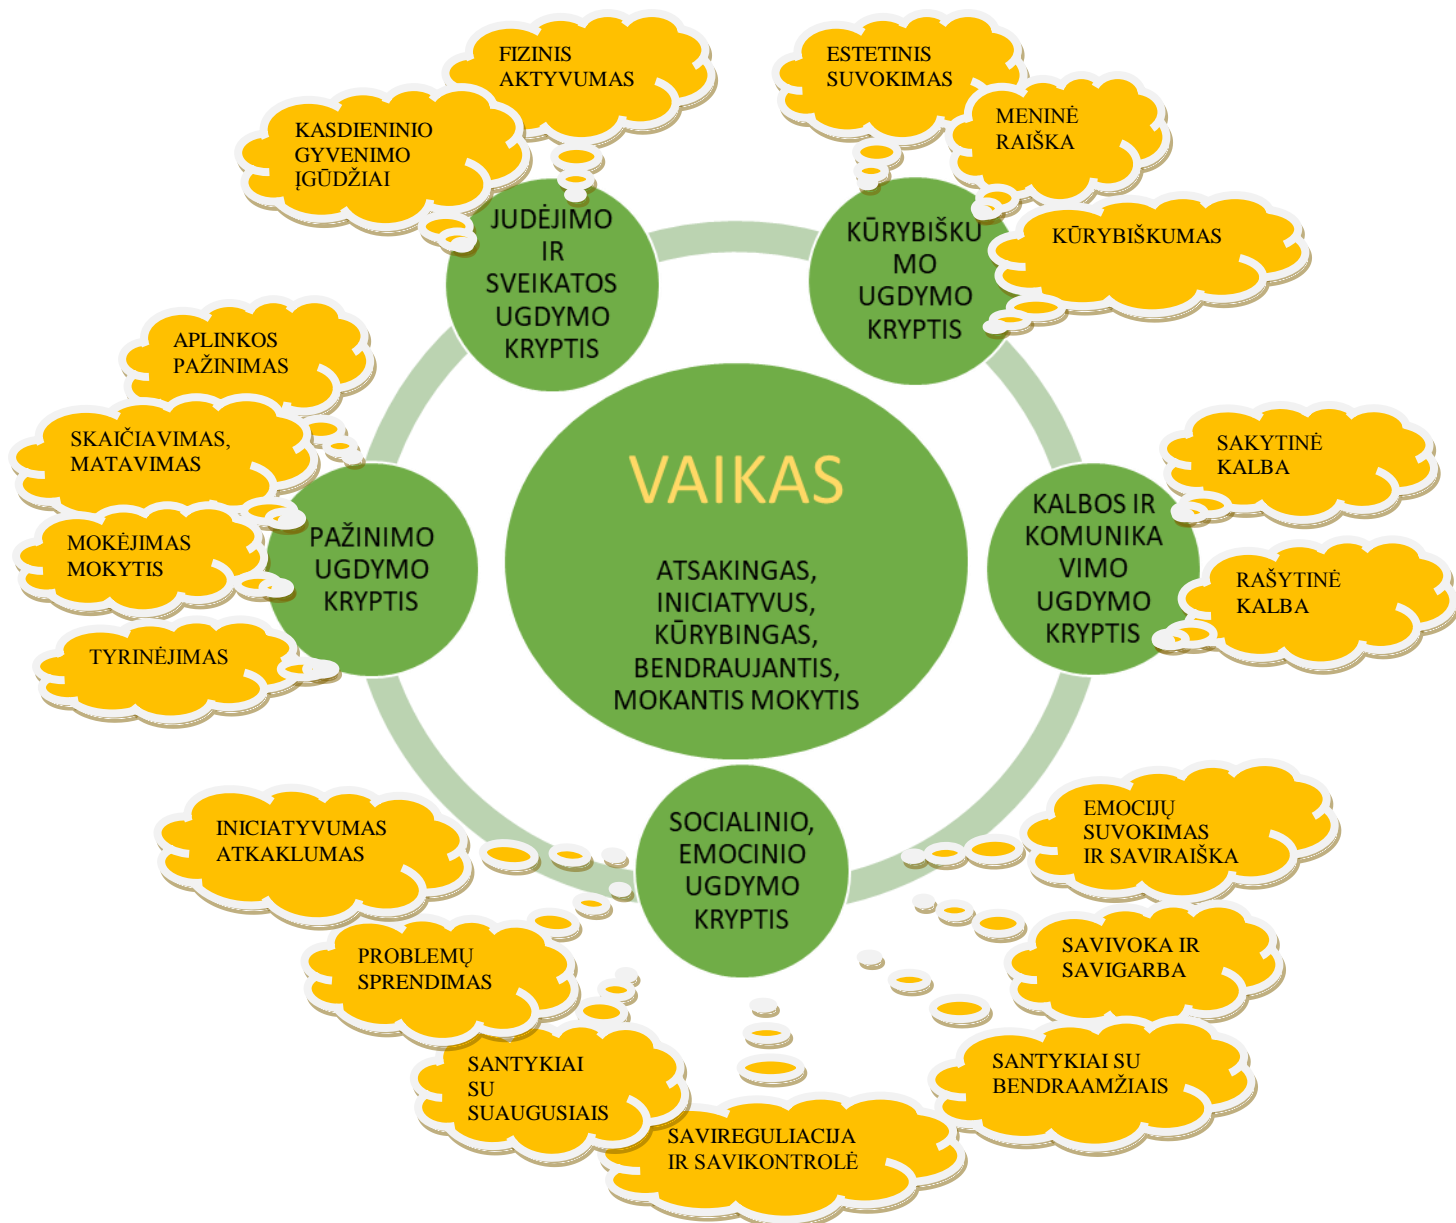 FIZINIS
AKTYVUMAS
ESTETINIS
SUVOKIMAS
KASDIENINIO
GYVENIMO
ĮGŪDŽIAI
MENINĖ
RAIŠKA
KŪRYBIŠKUMAS
JUDĖJIMO
IR
SVEIKATOS
UGDYMO
KRYPTIS
KŪRYBIŠKU
MO
UGDYMO
KRYPTIS
APLINKOS
PAŽINIMAS
SKAIČIAVIMAS,
MATAVIMAS
MOKĖJIMAS
MOKYTIS
TYRINĖJIMAS
PAŽINIMO
UGDYMO
KRYPTIS
VAIKAS
ATSAKINGAS,
INICIATYVUS,
KŪRYBINGAS,
BENDRAUJANTIS,
MOKANTIS MOKYTIS
KALBOS IR
KOMUNIKA
VIMO
UGDYMO
KRYPTIS
SAKYTINĖ
KALBA
RAŠYTINĖ
KALBA
SOCIALINIO,
EMOCINIO
UGDYMO
KRYPTIS
INICIATYVUMAS
ATKAKLUMAS
PROBLEMŲ
SPRENDIMAS
SANTYKIAI
SU
SUAUGUSIAIS
SAVIREGULIACIJA
IR SAVIKONTROLĖ
SANTYKIAI SU
BENDRAAMŽIAIS
SAVIVOKA IR
SAVIGARBA
EMOCIJŲ
SUVOKIMAS
IR SAVIRAIŠKA